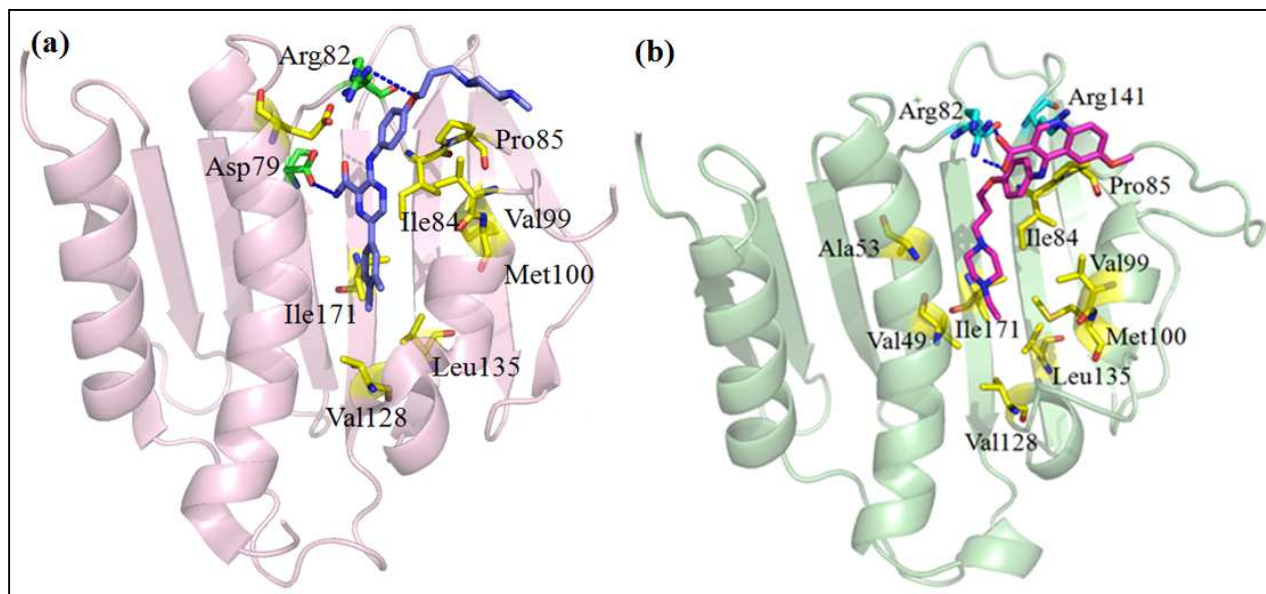 (a)
Arg82
Asp79
Pro85
Ile84
Val99
Met100
Ile171
Leu135
Val128
(b)
Arg82
Arg141
Pro85
Ile84
Ala53
Val99
Val49
Ile171
Met100
Leu135
Val128